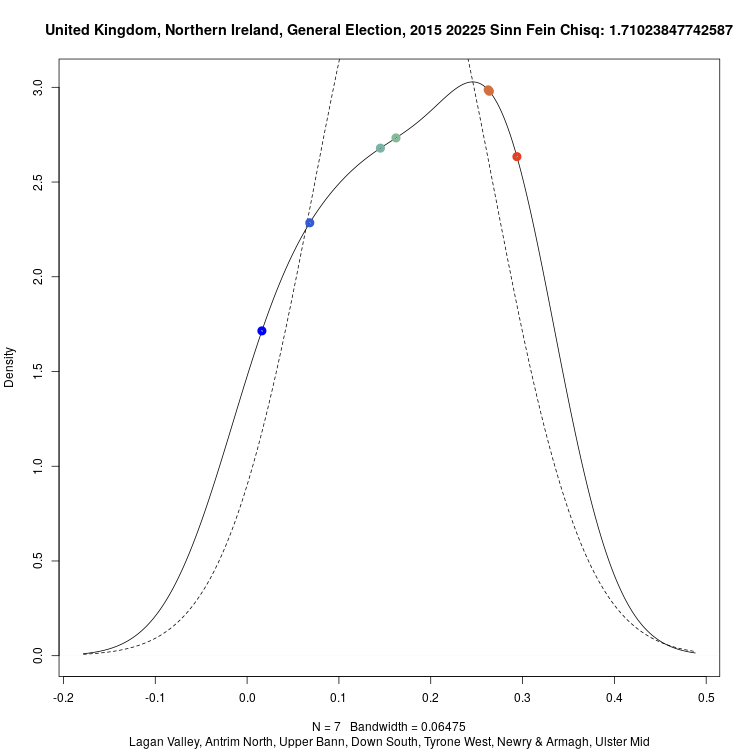 United Kingdom, Northern Ireland, General Election, 2015 20225 Sinn Fein Chisq: 1.71023847742587
Density
3.0
2.5
2.0
1.5
1.0
0.5
0.0
-0.2 -0.1 0.0 0.1 0.2 0.3 0.4 0.5
N = 7 Bandwidth = 0.06475
Lagan Valley, Antrim North, Upper Bann, Down South, Tyrone West, Newry & Armagh, Ulster Mid